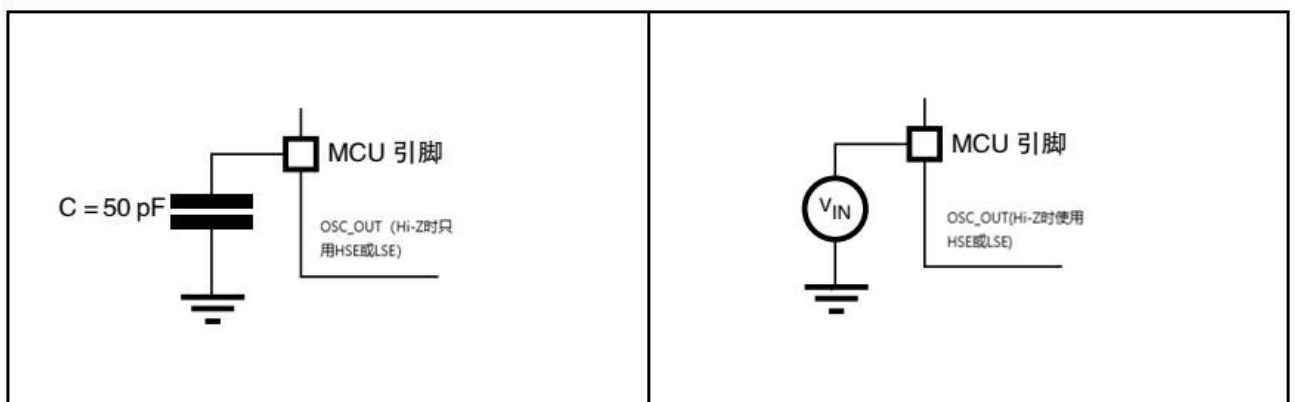 MCU 引脚
C = 50 pF
OSC_OUT（Hi-Z时只
用HSE或LSE)
MCU 引脚
VIN
OSC_OUT(Hi-Z时使用
HSE或LSE)